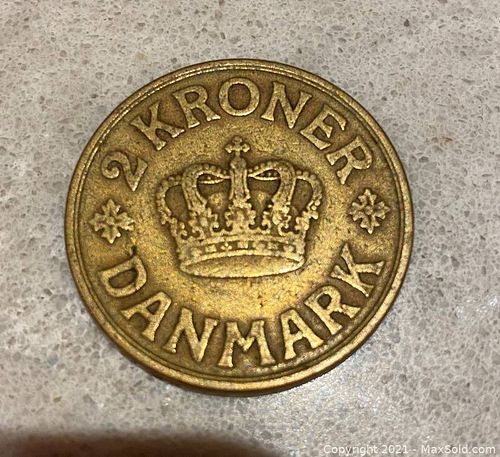 2 KRONER
DANMARK
Copyright 2021 - MaxSold.com